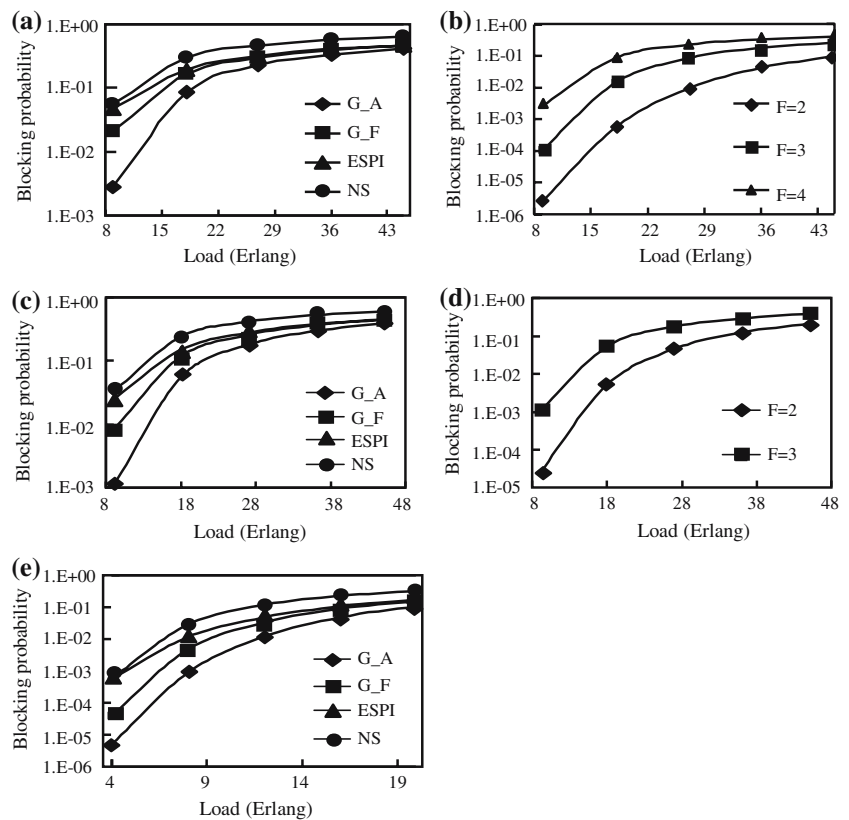 (a)
1.E+00
1.E-01
1.E-02
1.E-03
Blocking probability
8 15 22 29 36 43
Load (Erlang)
G_A
G_F
ESPI
NS
(b)
1.E+00
1.E-01
1.E-02
1.E-03
1.E-04
1.E-05
1.E-06
Blocking probability
8 15 22 29 36 43
Load (Erlang)
F=2
F=3
F=4
(c)
1.E+00
1.E-01
1.E-02
1.E-03
Blocking probability
8 18 28 38 48
Load (Erlang)
G_A
G_F
ESPI
NS
(d)
1.E+00
1.E-01
1.E-02
1.E-03
1.E-04
1.E-05
Blocking probability
8 18 28 38 48
Load (Erlang)
F=2
F=3
(e)
1.E+00
1.E-01
1.E-02
1.E-03
1.E-04
1.E-05
1.E-06
Blocking probability
4 9 14 19
Load (Erlang)
G_A
G_F
ESPI
NS